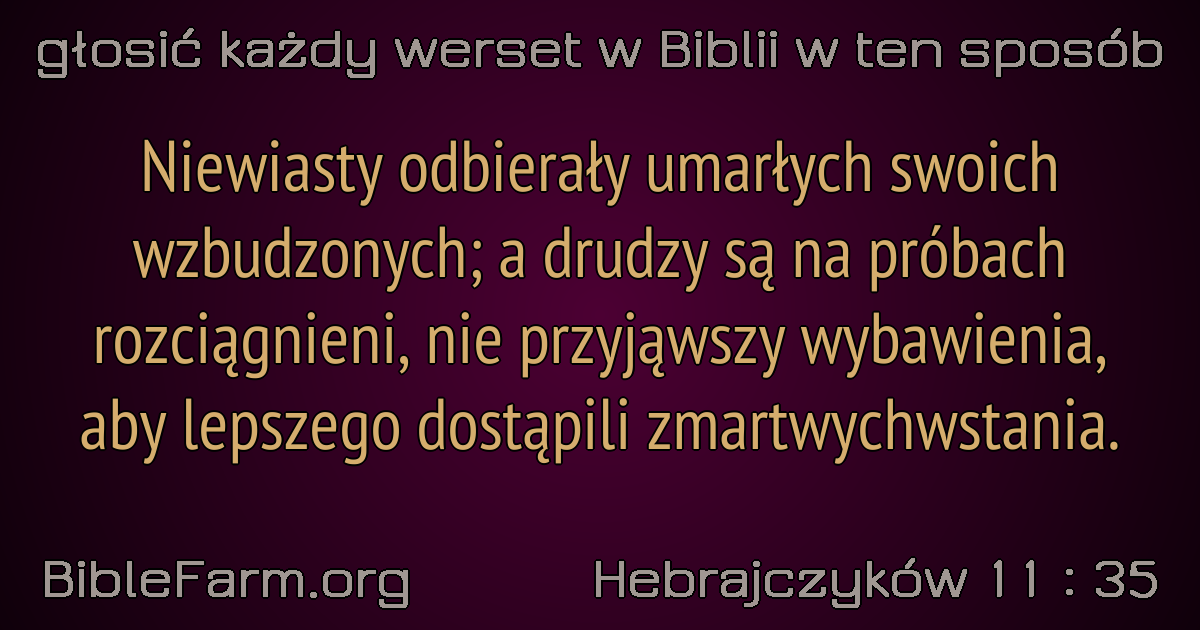 głosić każdy werset w Biblii w ten sposób
Niewiasty odbierały umarłych swoich
wzbudzonych; a drudzy są na próbach
rozciągnieni, nie przyjąwszy wybawienia,
aby lepszego dostąpili zmartwychwstania.
BibleFarm.org
Hebrajczyków 11 : 35